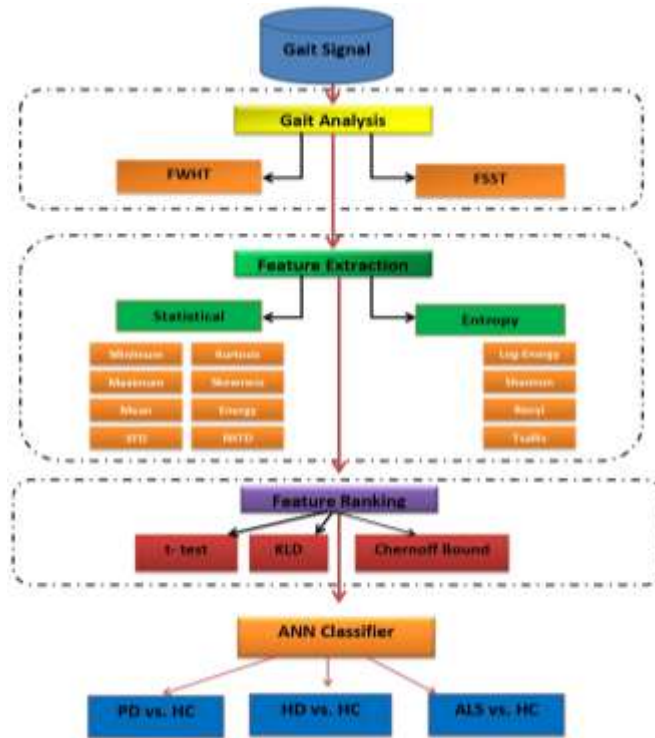 Gait Signal
Gait Analysis
FWHT
FSST
Feature Extraction
Statistical
Entropy
Minimum
Kurtosis
Log-Energy
Maximum
Skewness
Shannon
Mean
Energy
Renyi
STD
Tsallis
Feature Ranking
t- test
KLD
Chernoff Bound
ANN Classifier
PD vs. HC
HD vs. HC
ALS vs. HC